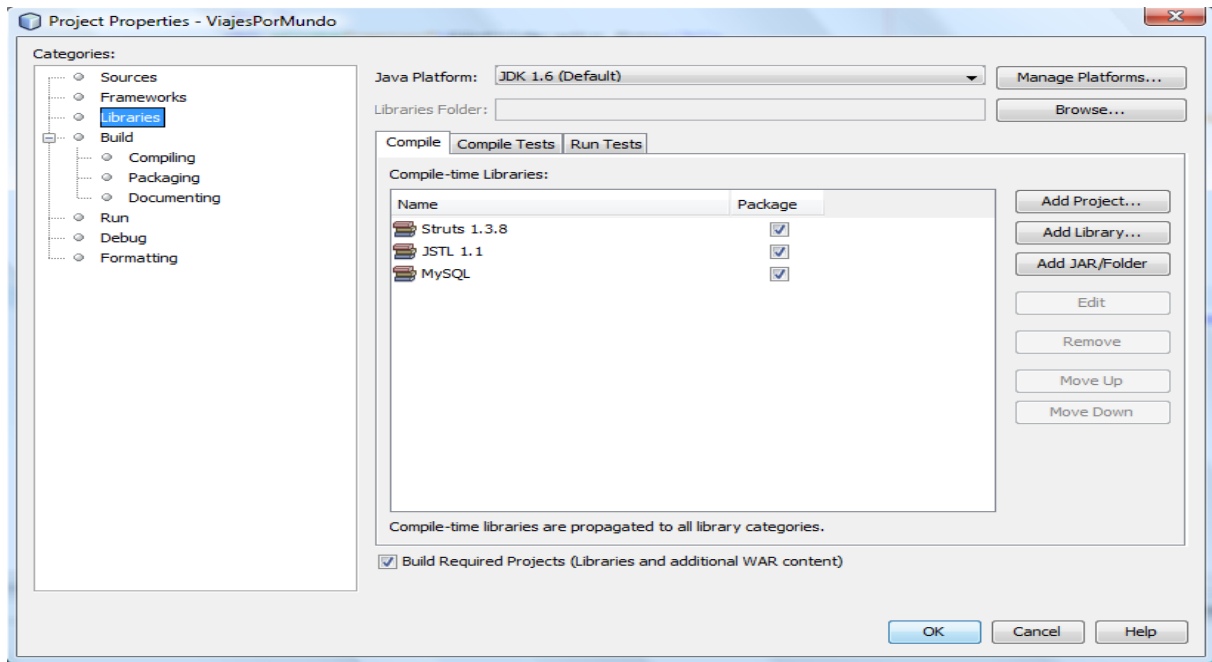 Project Properties - ViajesPorMundo
Categories:
Sources
Frameworks
Libraries
Build
Compiling
Packaging
Documenting
Run
Debug
Formatting
Java Platform: JDK 1.6 (Default) Manage Platforms...
Libraries Folder: Browse...
Compile Compile Tests Run Tests
Compile-time Libraries:
Name Package
Struts 1.3.8
JSTL 1.1
MySQL
Add Project...
Add Library...
Add JAR/Folder
Edit
Remove
Move Up
Move Down
Compile-time libraries are propagated to all library categories.
Build Required Projects (Libraries and additional WAR content)
OK Cancel Help